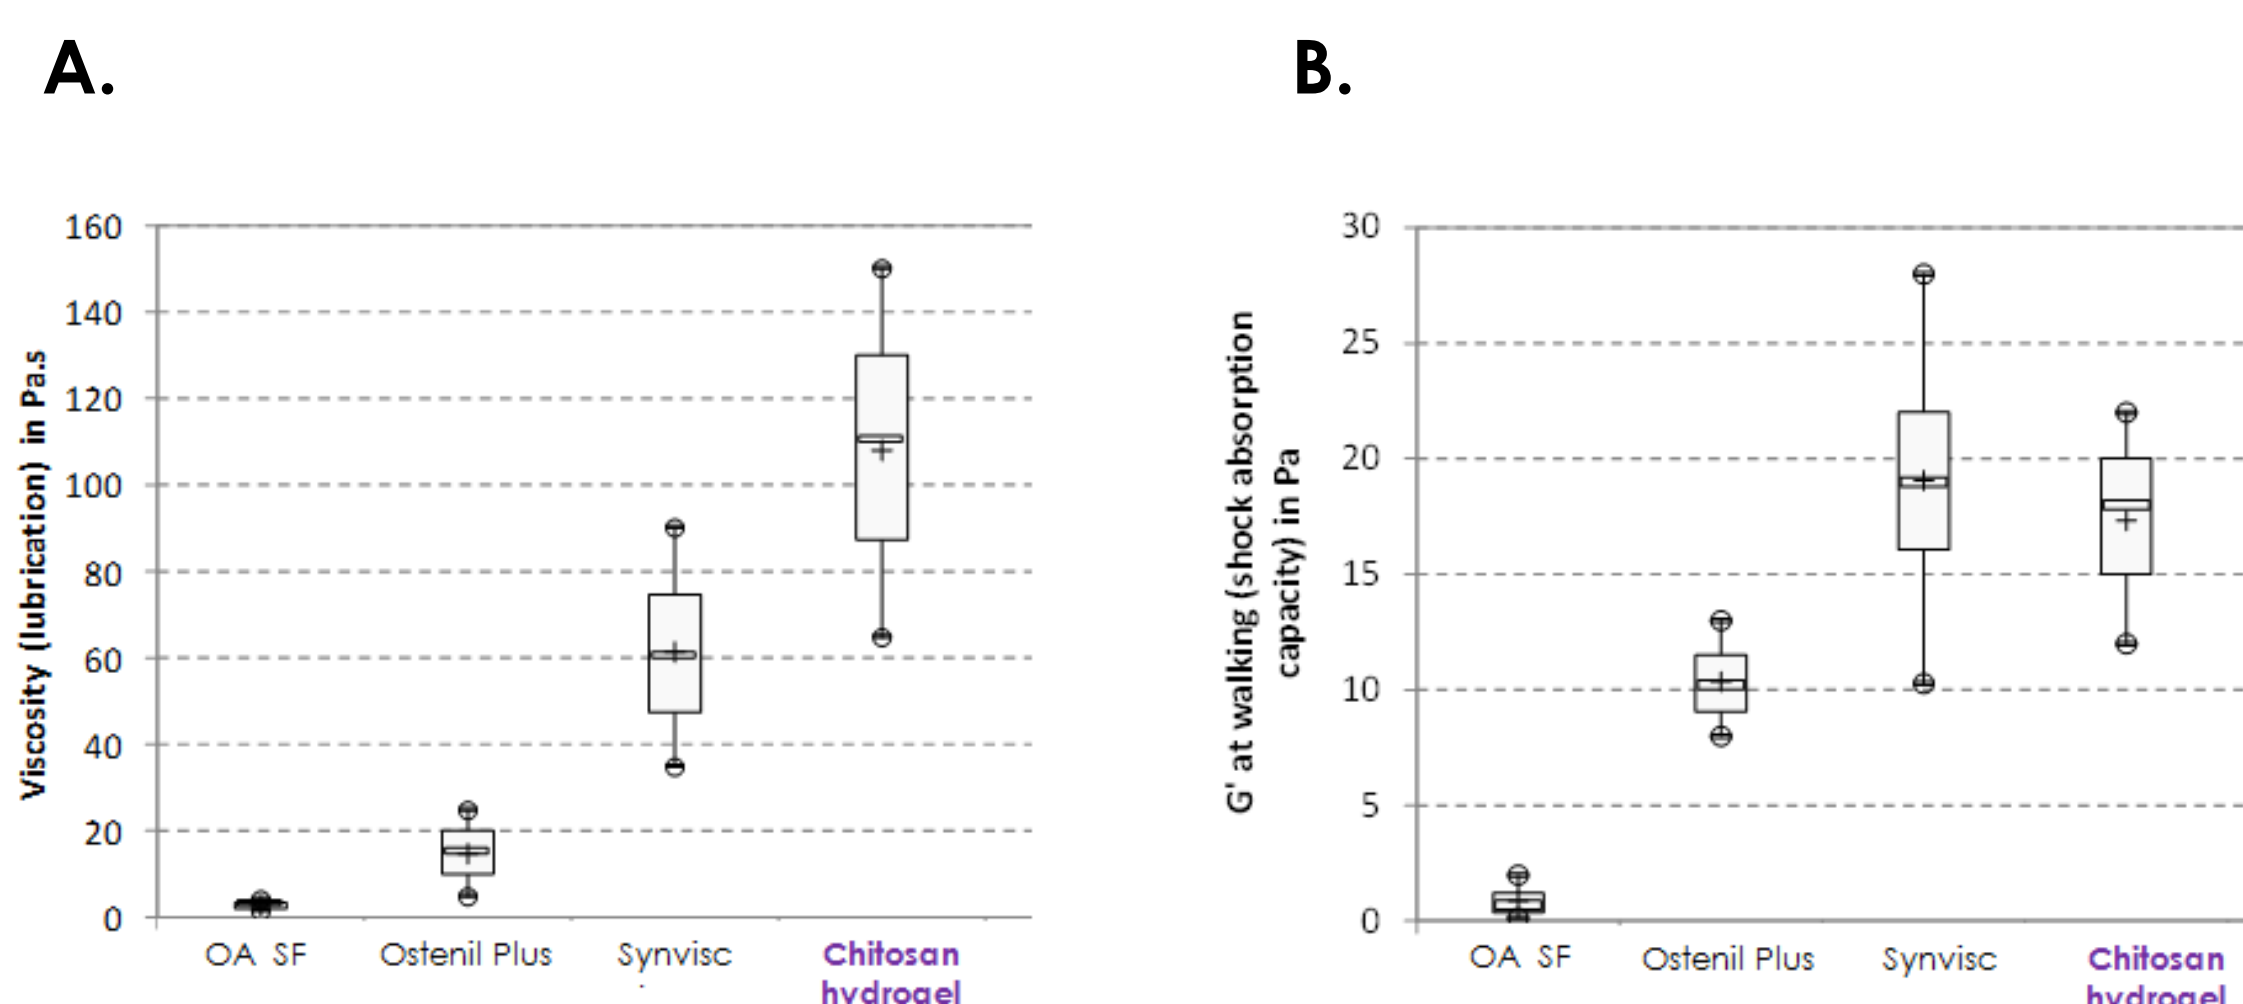 A.
B.
Viscosity (lubrication) in Pa.s
160
140
120
100
80
60
40
20
0
OA SF
Ostenil Plus
Synvisc
Chitosan
hydrogel
G' at walking (shock absorption
capacity) in Pa
30
25
20
15
10
5
0
OA SF
Ostenil Plus
Synvisc
Chitosan
hydrogel